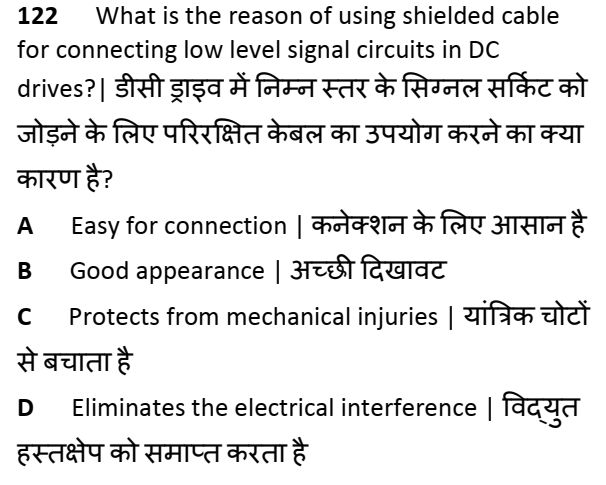 122 What is the reason of using shielded cable
for connecting low level signal circuits in DC
drives?| डीसी ड्राइव में निम्न स्तर के सिग्नल सर्किट को
जोड़ने के लिए परिरक्षित केबल का उपयोग करने का क्या
कारण है?
A Easy for connection | कनेक्शन के लिए आसान है
B Good appearance | अच्छी दिखावट
C Protects from mechanical injuries | यांत्रिक चोटों
से बचाता है
D Eliminates the electrical interference | विद्युत
हस्तक्षेप को समाप्त करता है